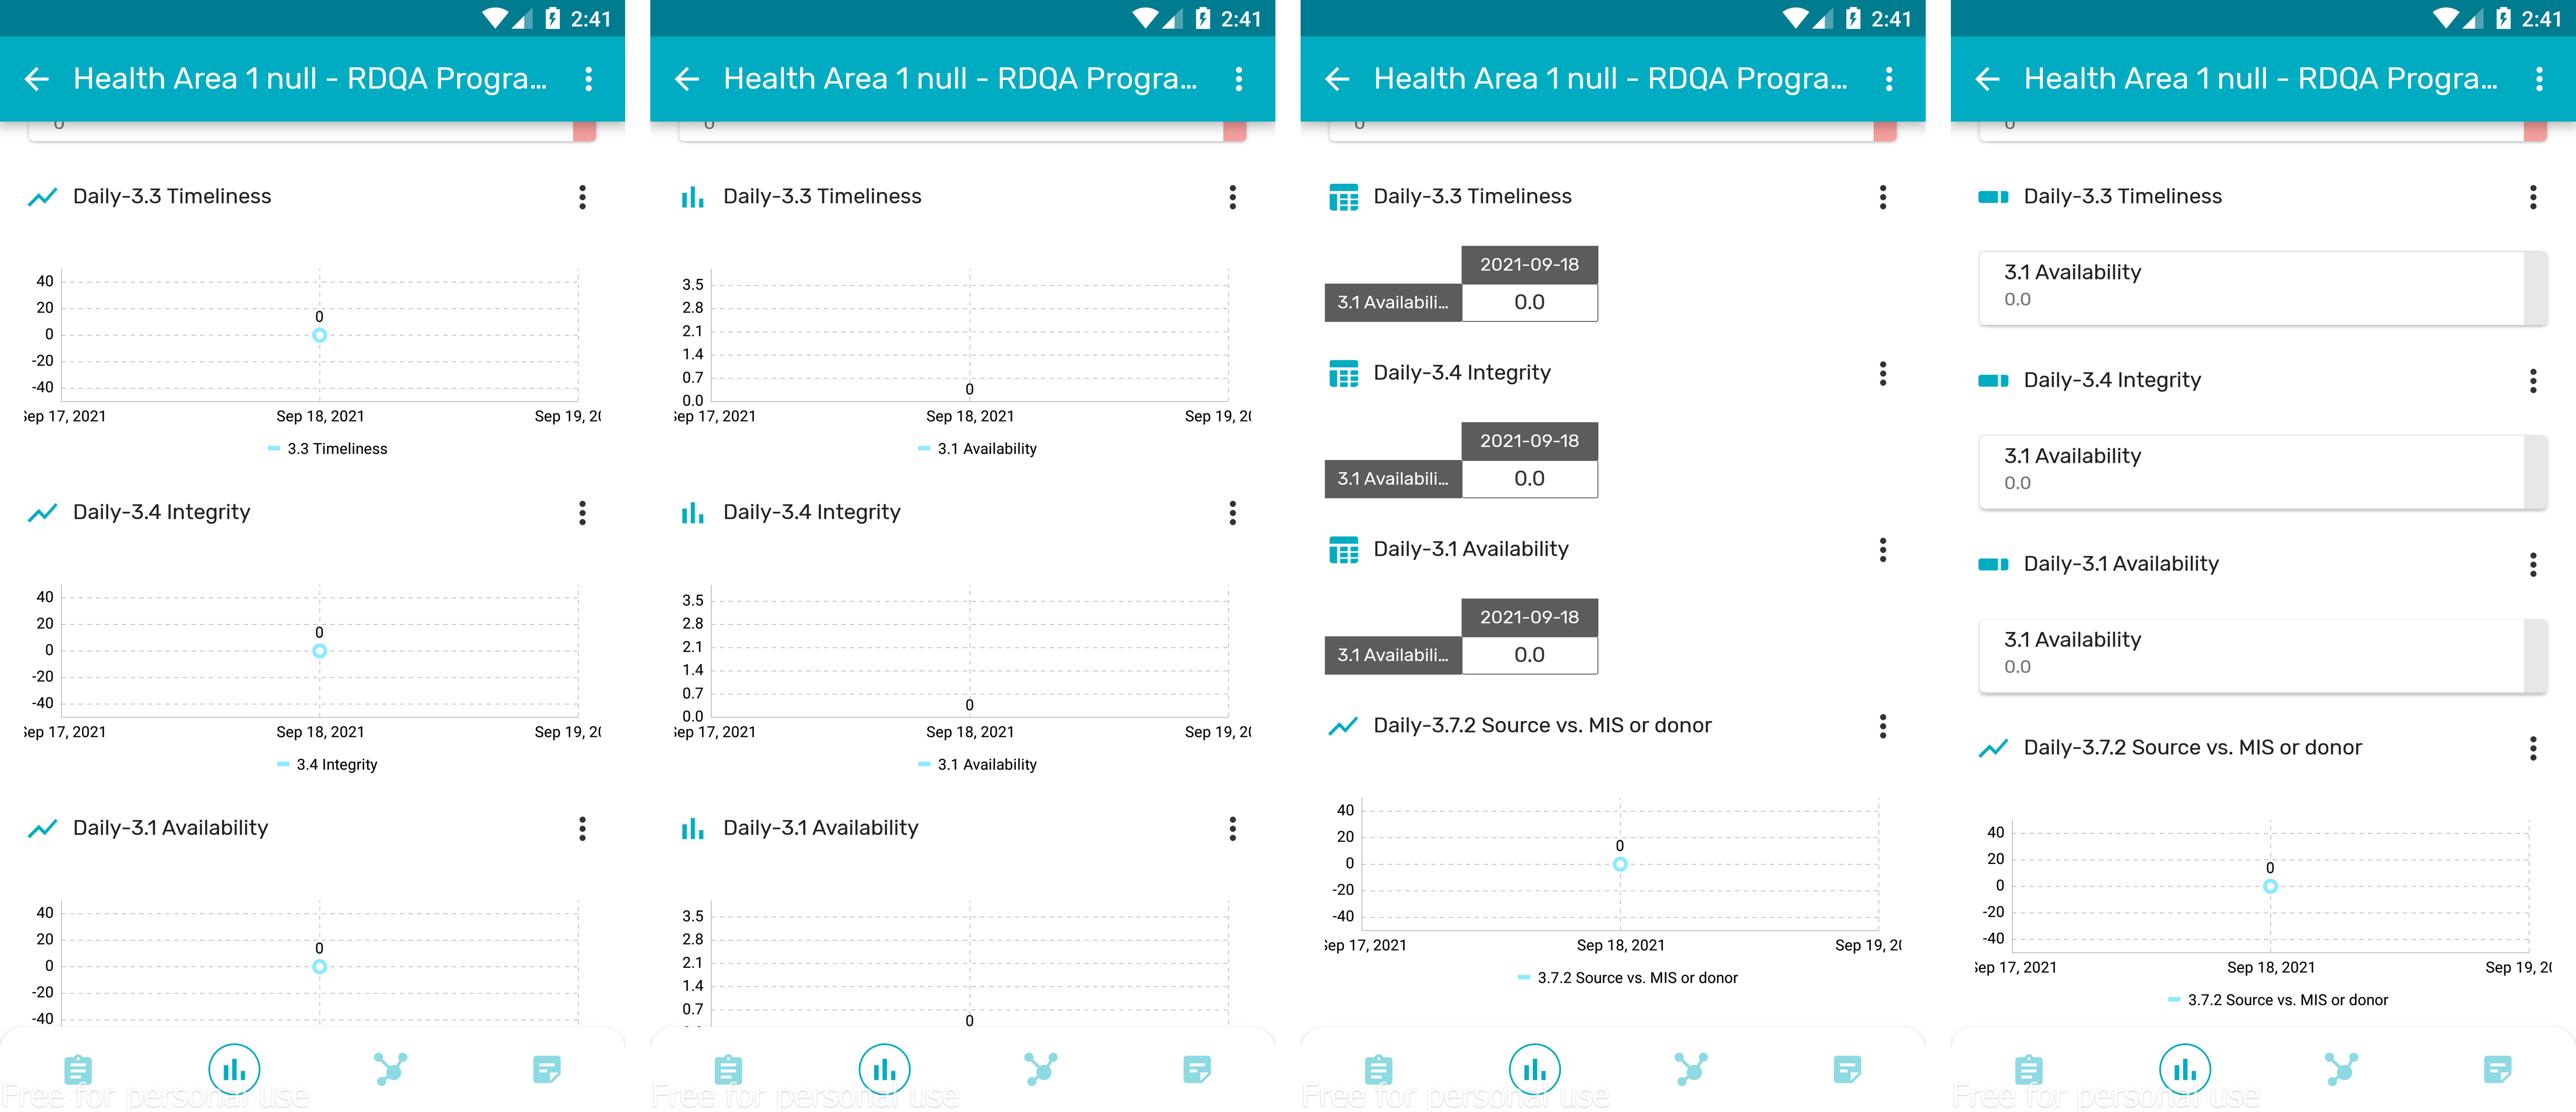 2:41
Health Area 1 null - RDQA Progra...
0
Daily-3.3 Timeliness
40
20
0
0
-20
-40
Sep 17, 2021 Sep 18, 2021 Sep 19, 20
3.3 Timeliness
Daily-3.4 Integrity
40
20
0
0
-20
-40
Sep 17, 2021 Sep 18, 2021 Sep 19, 20
3.4 Integrity
Daily-3.1 Availability
40
20
0
0
-20
-40
Free for personal use
2:41
Health Area 1 null - RDQA Progra...
0
Daily-3.3 Timeliness
3.5
2.8
2.1
1.4
0.7
0
0.0
Sep 17, 2021 Sep 18, 2021 Sep 19, 20
3.1 Availability
Daily-3.4 Integrity
3.5
2.8
2.1
1.4
0.7
0
0.0
Sep 17, 2021 Sep 18, 2021 Sep 19, 20
3.1 Availability
Daily-3.1 Availability
3.5
2.8
2.1
1.4
0.7
0
Free for personal use
2:41
Health Area 1 null - RDQA Progra...
0
Daily-3.3 Timeliness
2021-09-18
3.1 Availabili... 0.0
Daily-3.4 Integrity
2021-09-18
3.1 Availabili... 0.0
Daily-3.1 Availability
2021-09-18
3.1 Availabili... 0.0
Daily-3.7.2 Source vs. MIS or donor
40
20
0
0
-20
-40
Sep 17, 2021 Sep 18, 2021 Sep 19, 20
3.7.2 Source vs. MIS or donor
Free for personal use
2:41
Health Area 1 null - RDQA Progra...
0
Daily-3.3 Timeliness
3.1 Availability
0.0
Daily-3.4 Integrity
3.1 Availability
0.0
Daily-3.1 Availability
3.1 Availability
0.0
Daily-3.7.2 Source vs. MIS or donor
40
20
0
0
-20
-40
Sep 17, 2021 Sep 18, 2021 Sep 19, 20
3.7.2 Source vs. MIS or donor
Free for personal use